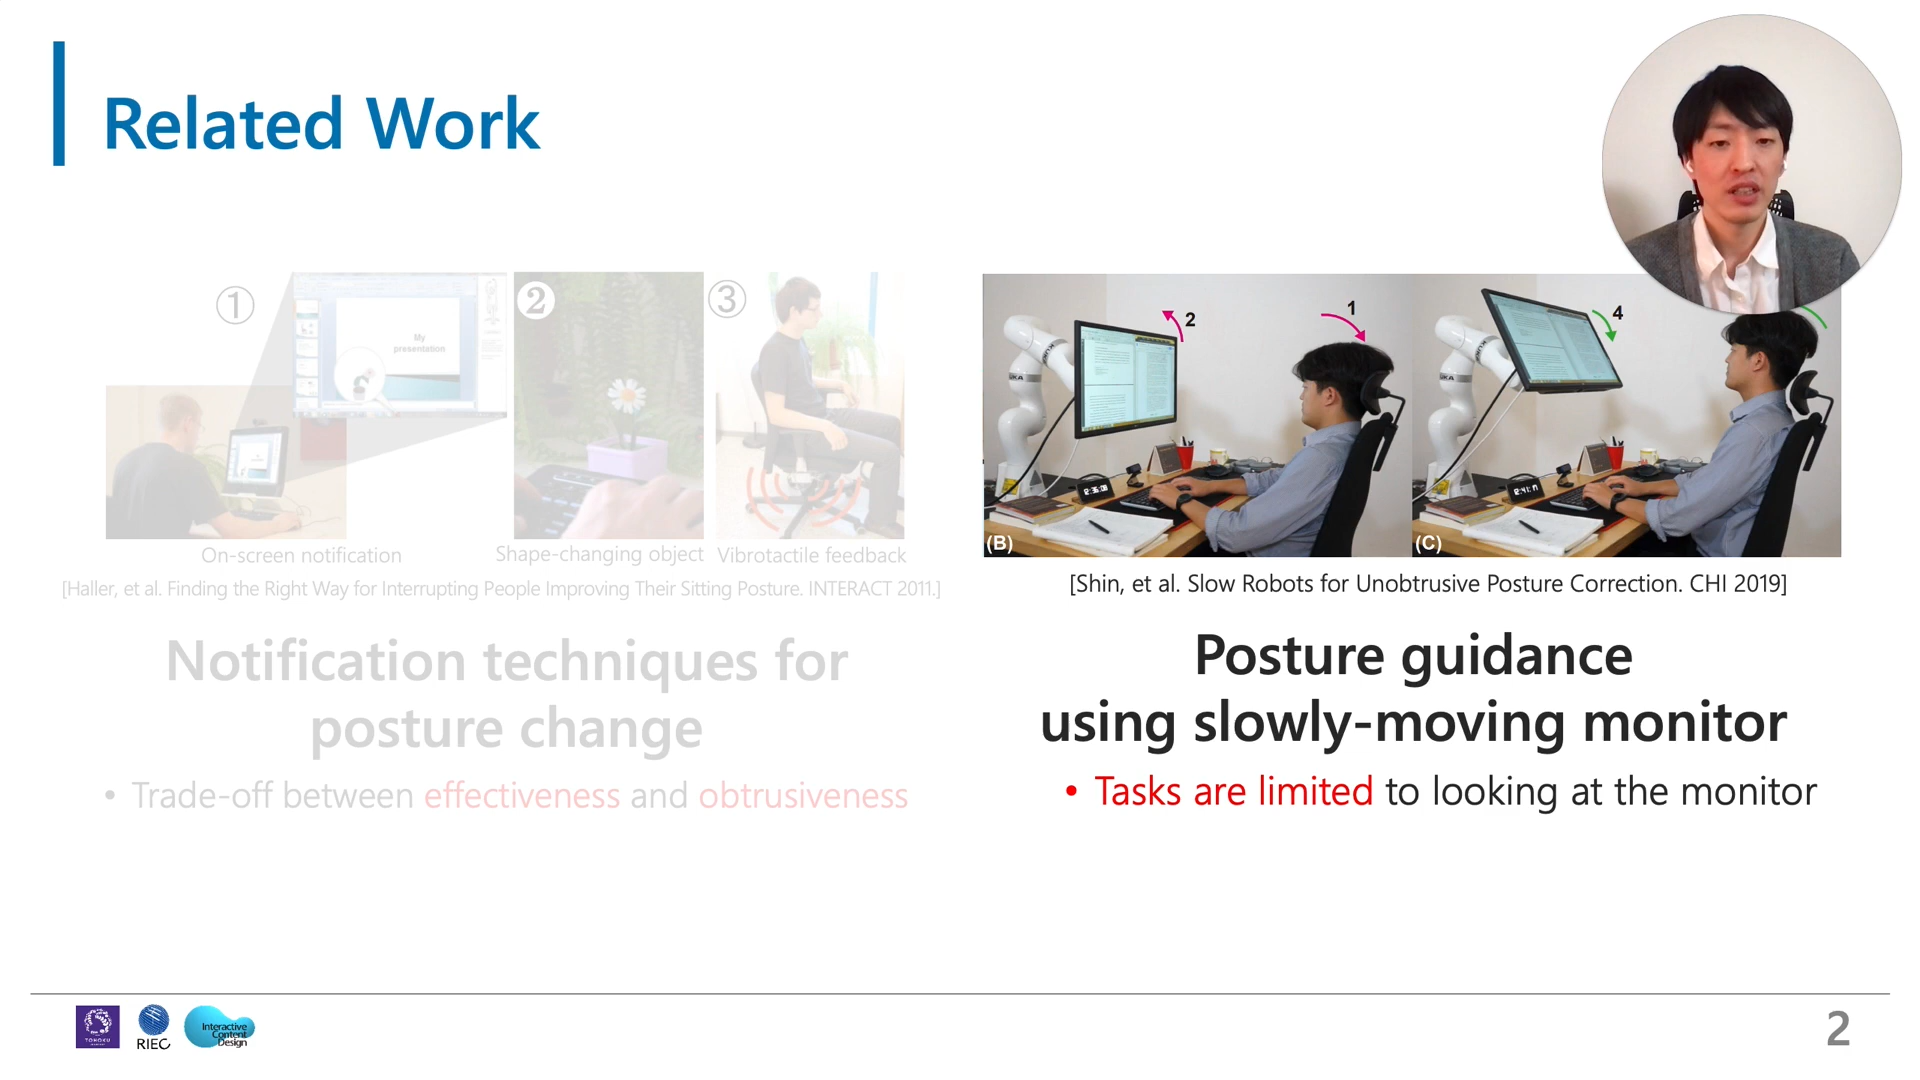 Related Work
①
My
presentation
②
③
On-screen notification
Shape-changing object
Vibrotactile feedback
[Haller, et al. Finding the Right Way for Interrupting People Improving Their Sitting Posture. INTERACT 2011.]
Notification techniques for
posture change
• Trade-off between effectiveness and obtrusiveness
2
1
KUKA
(B)
4
KUKA
(C)
[Shin, et al. Slow Robots for Unobtrusive Posture Correction. CHI 2019]
Posture guidance
using slowly-moving monitor
• Tasks are limited to looking at the monitor
TOHOKU
RIEC
Interactive
Content
Design
2